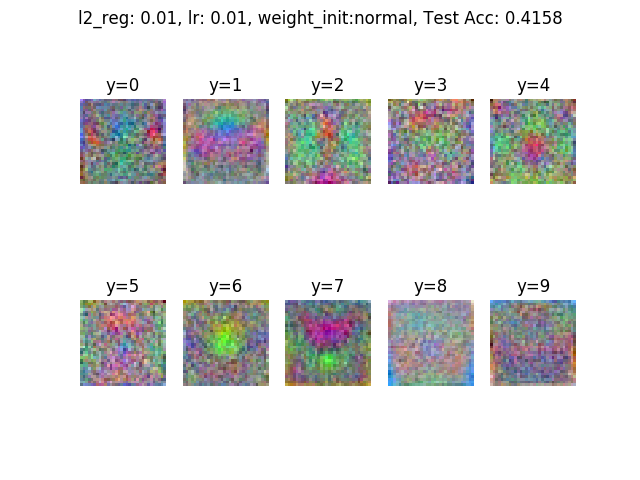 l2_reg: 0.01, lr: 0.01, weight_init:normal, Test Acc: 0.4158
y=0 y=1 y=2 y=3 y=4
y=5 y=6 y=7 y=8 y=9